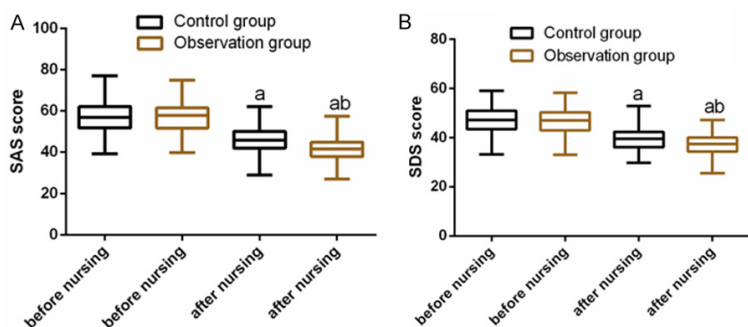 A
Control group
Observation group
100
80
60
40
20
0
SAS score
a
ab
before nursing
before nursing
after nursing
after nursing
B
Control group
Observation group
80
60
40
20
0
SDS score
a
ab
before nursing
before nursing
after nursing
after nursing